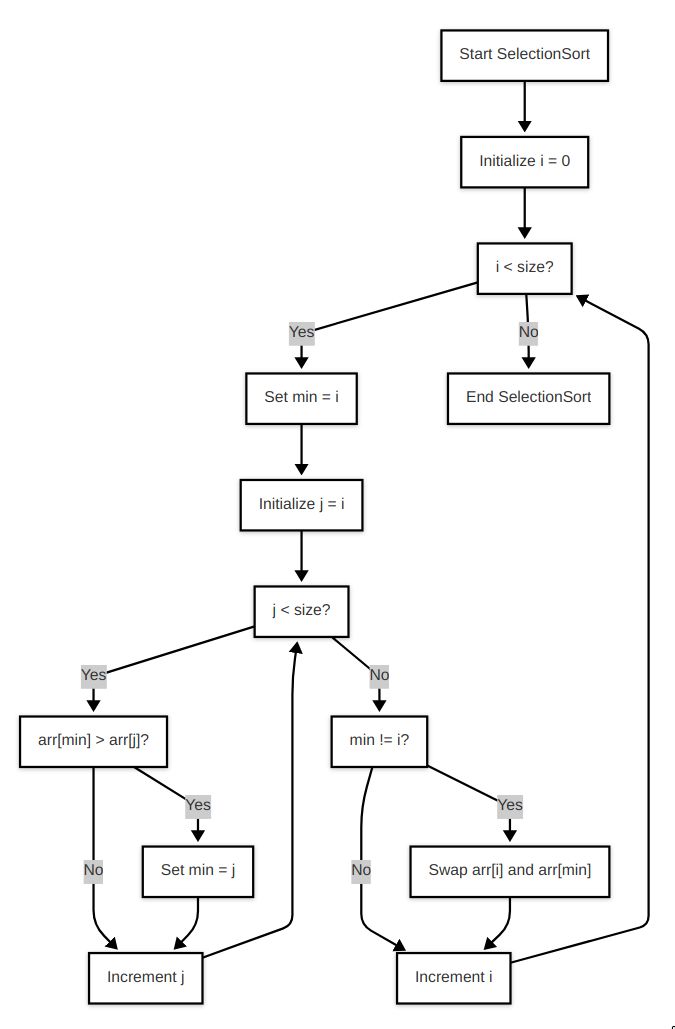 Start SelectionSort
Initialize i = 0
i < size?
Yes
No
Set min = i
End SelectionSort
Initialize j = i
j < size?
Yes
No
arr[min] > arr[j]?
min != i?
Yes
Yes
No
Set min = j
No
Swap arr[i] and arr[min]
Increment j
Increment i